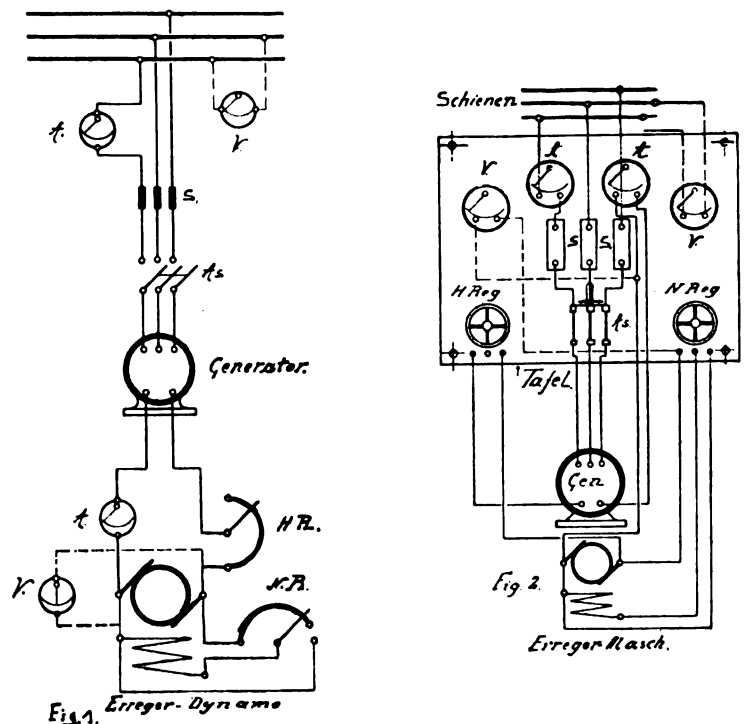 A.
V.
S.
As
Generator.
A.
H.R.
V.
N.R.
Erreger-Dynamo
Fig. 1.
Schienen
V.
A
A
V.
S
S.
H Reg
N Reg
As.
Tafel.
Gen
Fig. 2.
Erreger Masch.